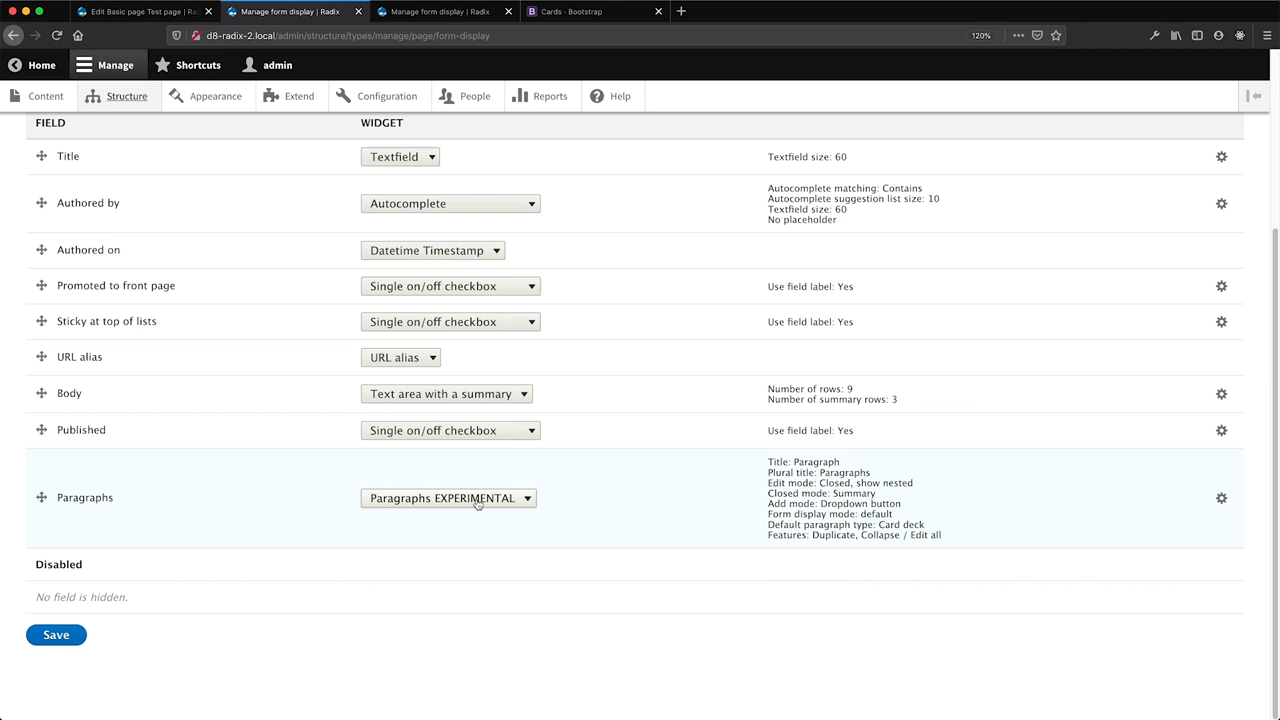 Edit Basic page Test page | Ra
Manage form display | Radix
Manage form display | Radix
Cards · Bootstrap
d8-radix-2.local/admin/structure/types/manage/page/form-display
120%
Home
Manage
Shortcuts
admin
Content
Structure
Appearance
Extend
Configuration
People
Reports
Help
FIELD
WIDGET
Title
Textfield
Textfield size: 60
Authored by
Autocomplete
Autocomplete matching: Contains
Autocomplete suggestion list size: 10
Textfield size: 60
No placeholder
Authored on
Datetime Timestamp
Promoted to front page
Single on/off checkbox
Use field label: Yes
Sticky at top of lists
Single on/off checkbox
Use field label: Yes
URL alias
URL alias
Body
Text area with a summary
Number of rows: 9
Number of summary rows: 3
Published
Single on/off checkbox
Use field label: Yes
Paragraphs
Paragraphs EXPERIMENTAL
Title: Paragraph
Plural title: Paragraphs
Edit mode: Closed, show nested
Closed mode: Summary
Add mode: Dropdown button
Form display mode: default
Default paragraph type: Card deck
Features: Duplicate, Collapse / Edit all
Disabled
No field is hidden.
Save